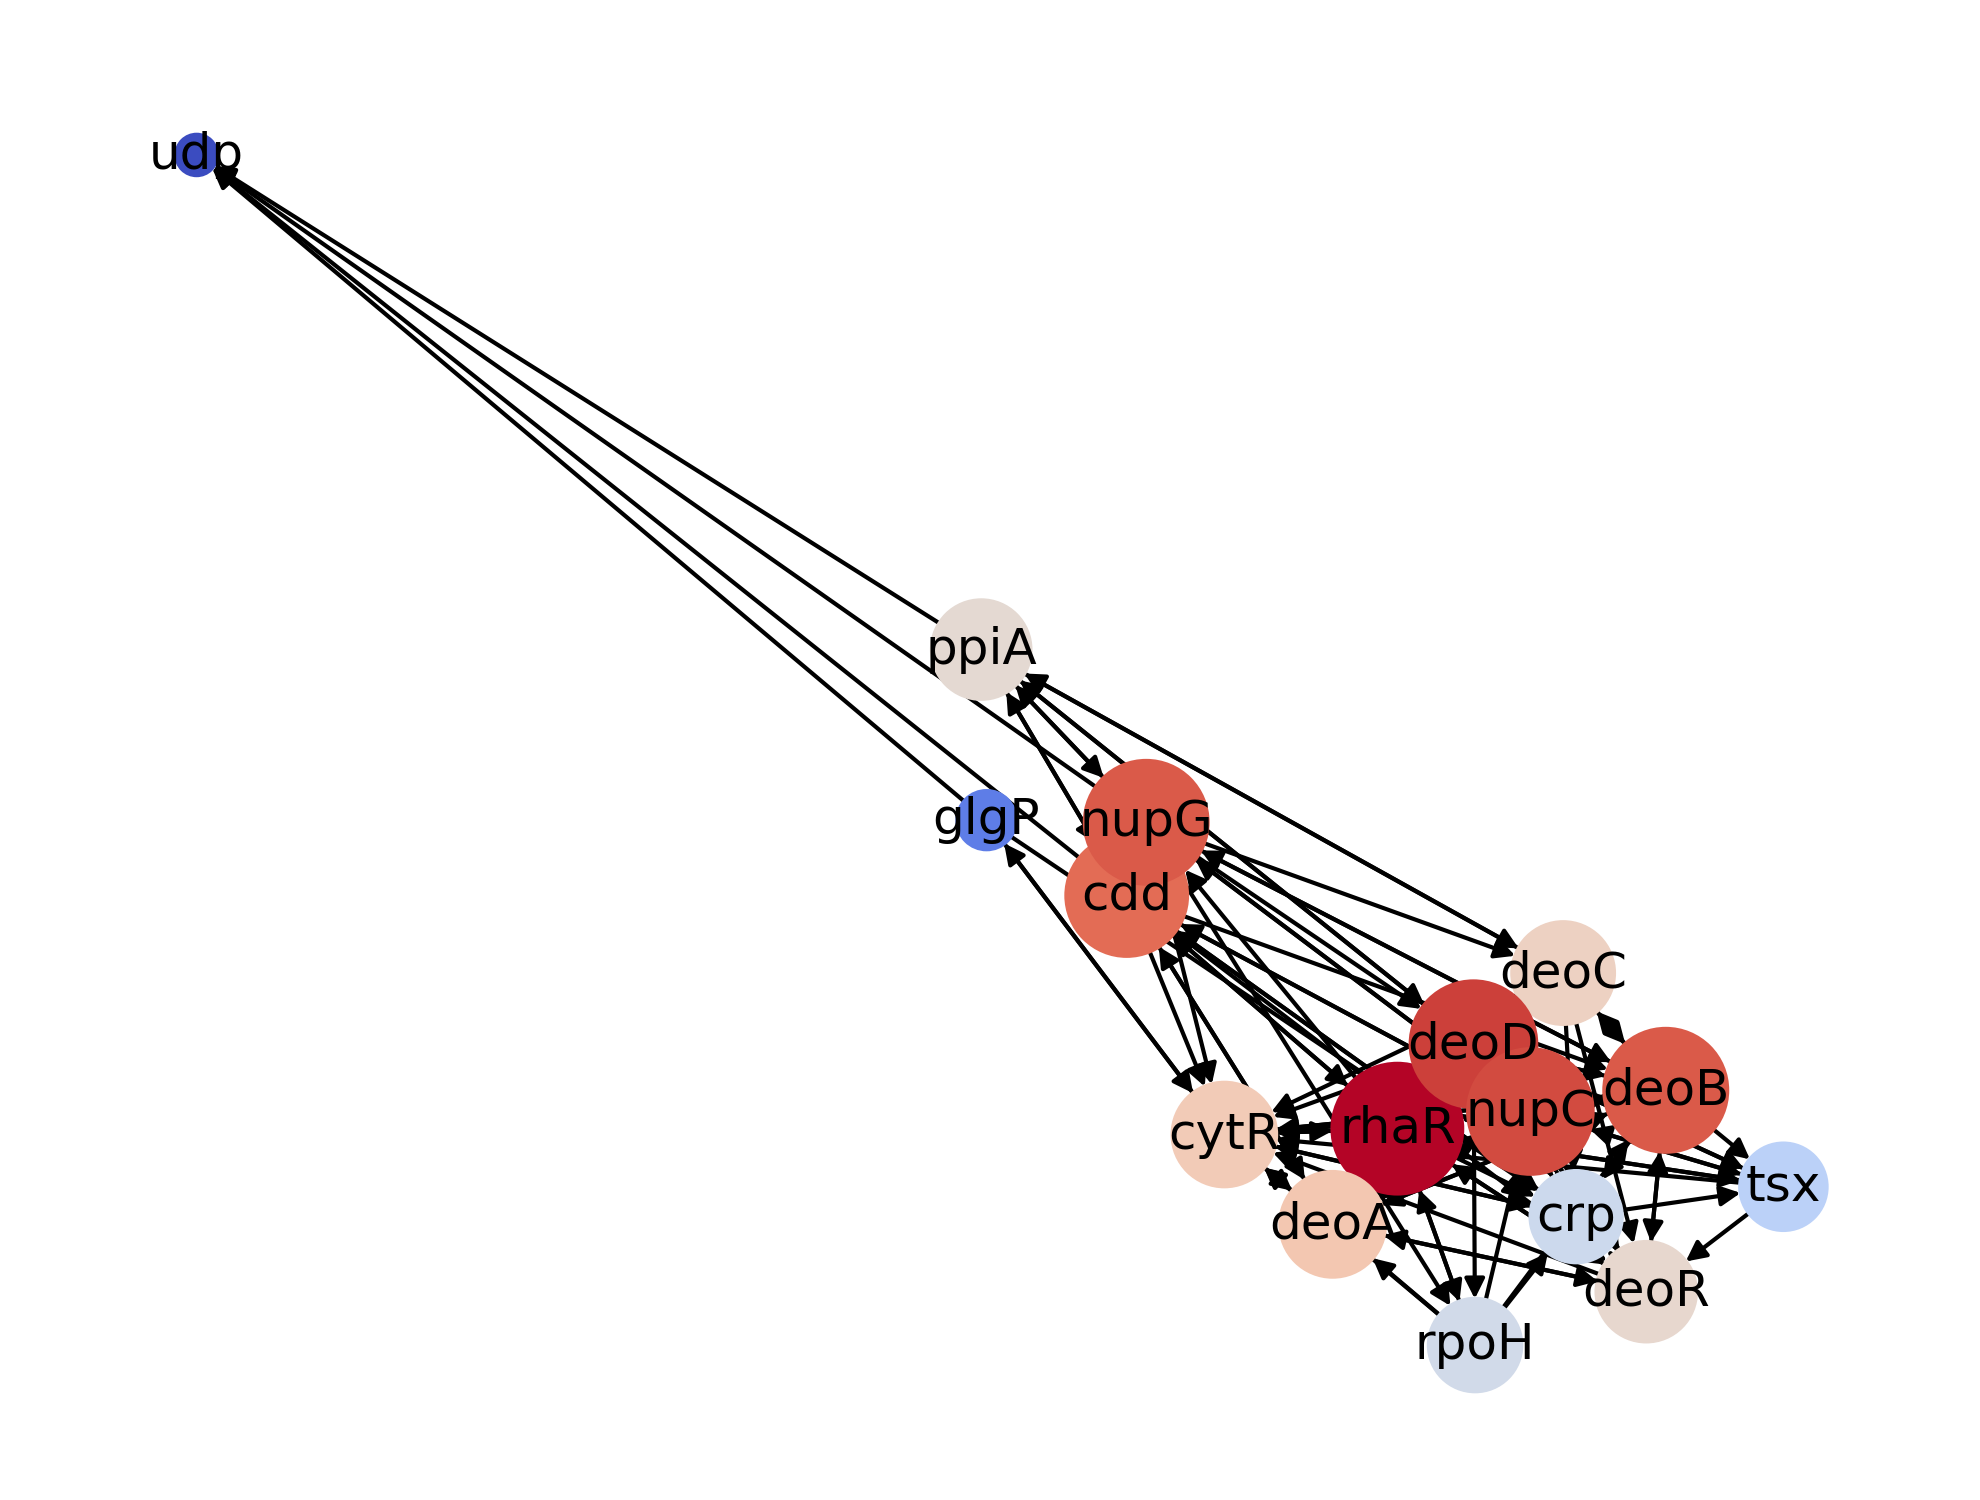 udp
ppiA
glgP
nupG
cdd
deoC
deoD
deoB
nupC
rhaR
cytR
tsx
crp
deoA
deoR
rpoH